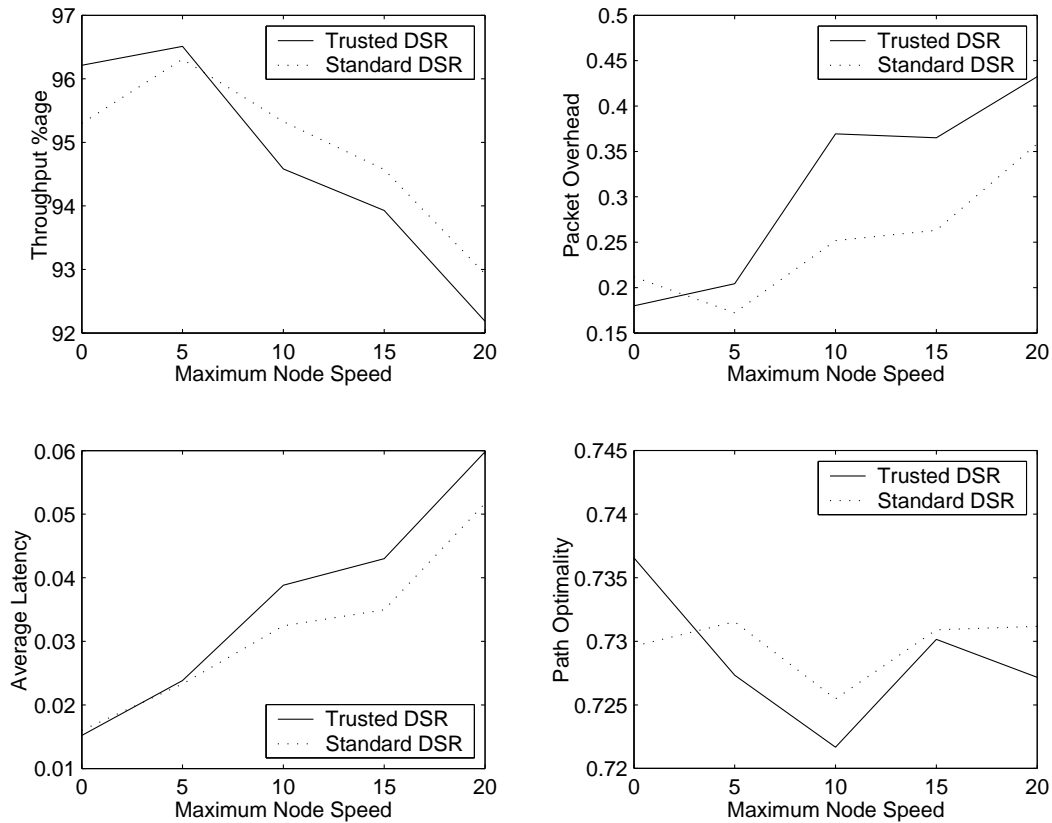 97
96
95
94
93
92
Throughput %age
Trusted DSR
Standard DSR
0 5 10 15 20
Maximum Node Speed
0.5
0.45
0.4
0.35
0.3
0.25
0.2
0.15
Packet Overhead
Trusted DSR
Standard DSR
0 5 10 15 20
Maximum Node Speed
0.06
0.05
0.04
0.03
0.02
0.01
Average Latency
Trusted DSR
Standard DSR
0 5 10 15 20
Maximum Node Speed
0.745
0.74
0.735
0.73
0.725
0.72
Path Optimality
Trusted DSR
Standard DSR
0 5 10 15 20
Maximum Node Speed